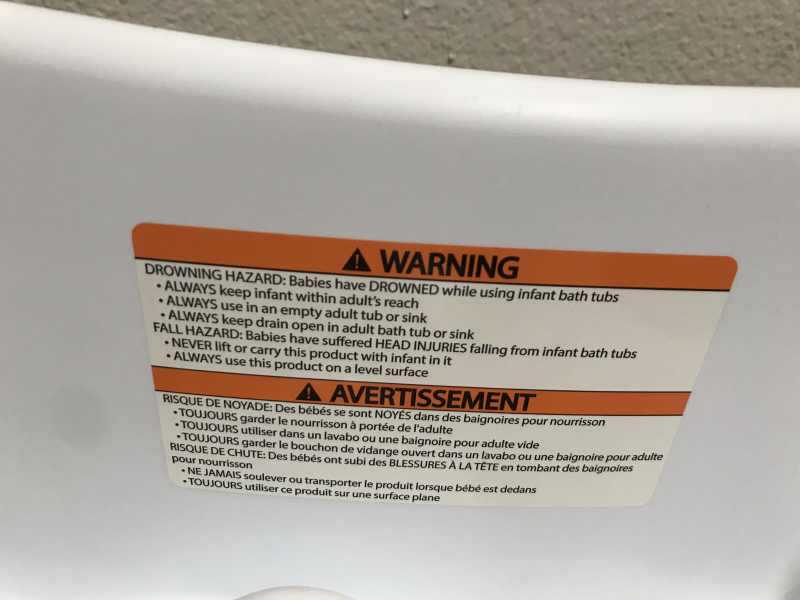 WARNING
DROWNING HAZARD: Babies have DROWNED while using infant bath tubs
• ALWAYS keep infant within adult's reach
• ALWAYS use in an empty adult tub or sink
• ALWAYS keep drain open in adult bath tub or sink
FALL HAZARD: Babies have suffered HEAD INJURIES falling from infant bath tubs
• NEVER lift or carry this product with infant in it
• ALWAYS use this product on a level surface
AVERTISSEMENT
RISQUE DE NOYADE: Des bébés se sont NOYÉS dans des baignoires pour nourrisson
• TOUJOURS garder le nourrisson à portée de l'adulte
• TOUJOURS utiliser dans un lavabo ou une baignoire pour adulte vide
• TOUJOURS garder le bouchon de vidange ouvert dans un lavabo ou une baignoire pour adulte
RISQUE DE CHUTE: Des bébés ont subi des BLESSURES À LA TÊTE en tombant des baignoires
pour nourrisson
• NE JAMAIS soulever ou transporter le produit lorsque bébé est dedans
• TOUJOURS utiliser ce produit sur une surface plane